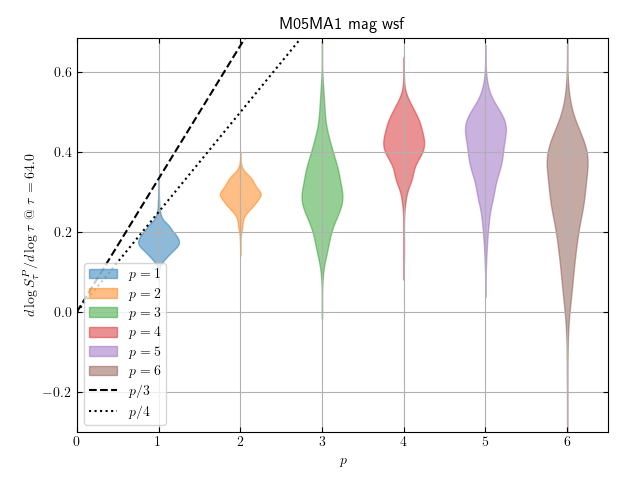 M05MA1 mag wsf
d log S_τ^P / d log τ @ τ = 64.0
0.6
0.4
0.2
0.0
−0.2
p = 1
p = 2
p = 3
p = 4
p = 5
p = 6
p/3
p/4
0 1 2 3 4 5 6
p